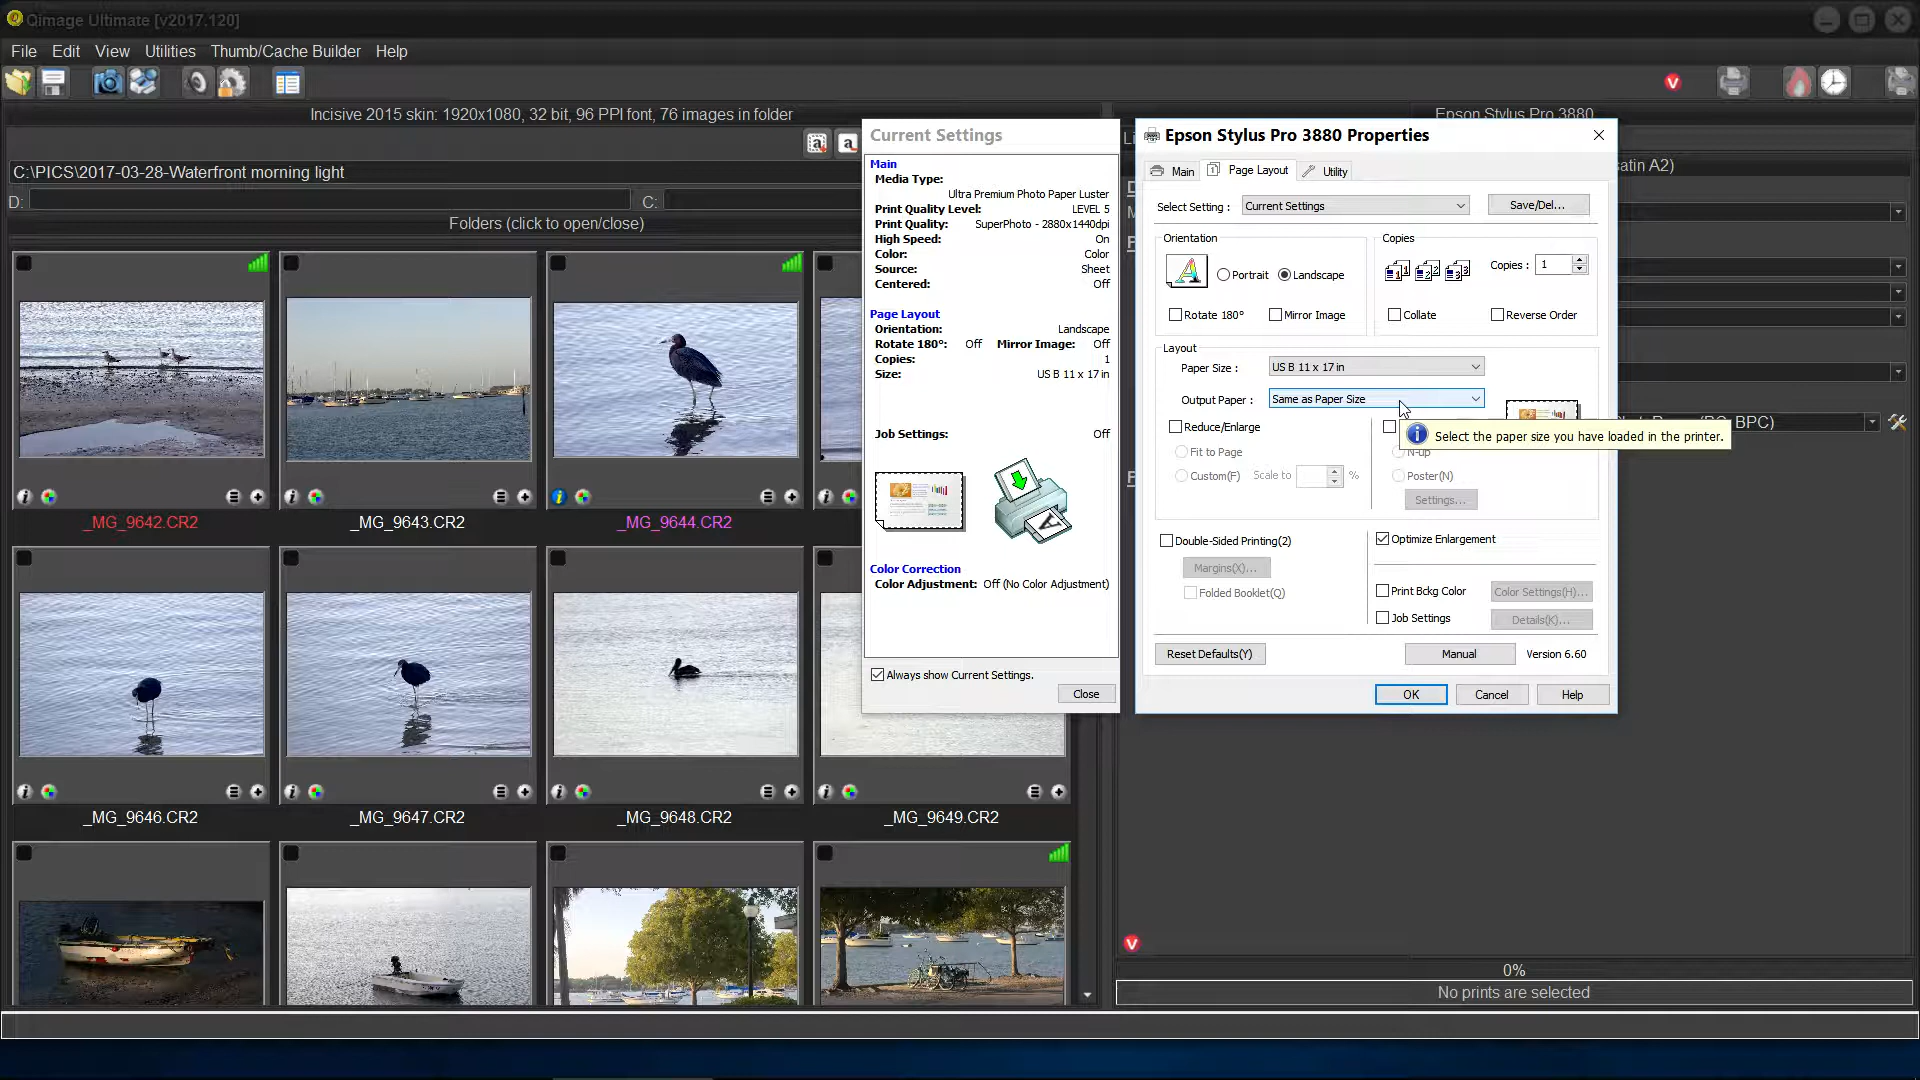 Qimage Ultimate [v2017.120]
File Edit View Utilities Thumb/Cache Builder Help
Incisive 2015 skin: 1920x1080, 32 bit, 96 PPI font, 76 images in folder
C:\PICS\2017-03-28-Waterfront morning light
D: C:
Folders (click to open/close)
_MG_9642.CR2 _MG_9643.CR2 _MG_9644.CR2
_MG_9646.CR2 _MG_9647.CR2 _MG_9648.CR2 _MG_9649.CR2
Current Settings
Main
Media Type:
Ultra Premium Photo Paper Luster
Print Quality Level: LEVEL 5
Print Quality: SuperPhoto - 2880x1440dpi
High Speed: On
Color: Color
Source: Sheet
Centered: Off
Page Layout
Orientation: Landscape
Rotate 180°: Off Mirror Image: Off
Copies: 1
Size: US B 11 x 17 in
Job Settings: Off
Color Correction
Color Adjustment: Off (No Color Adjustment)
Always show Current Settings.
Close
Epson Stylus Pro 3880
Epson Stylus Pro 3880 Properties
Main Page Layout Utility
Select Setting : Current Settings Save/Del...
Orientation
Portrait Landscape
Rotate 180° Mirror Image
Copies
Copies : 1
Collate Reverse Order
Layout
Paper Size : US B 11 x 17 in
Output Paper : Same as Paper Size
Select the paper size you have loaded in the printer.
Reduce/Enlarge
Fit to Page N-up
Custom(F) Scale to % Poster(N)
Settings...
Double-Sided Printing(2) Optimize Enlargement
Margins(X)...
Folded Booklet(Q)
Print Bckg Color Color Settings(H)...
Job Settings Details(K)...
Reset Defaults(Y) Manual Version 6.60
OK Cancel Help
satin A2)
BPC)
0%
No prints are selected